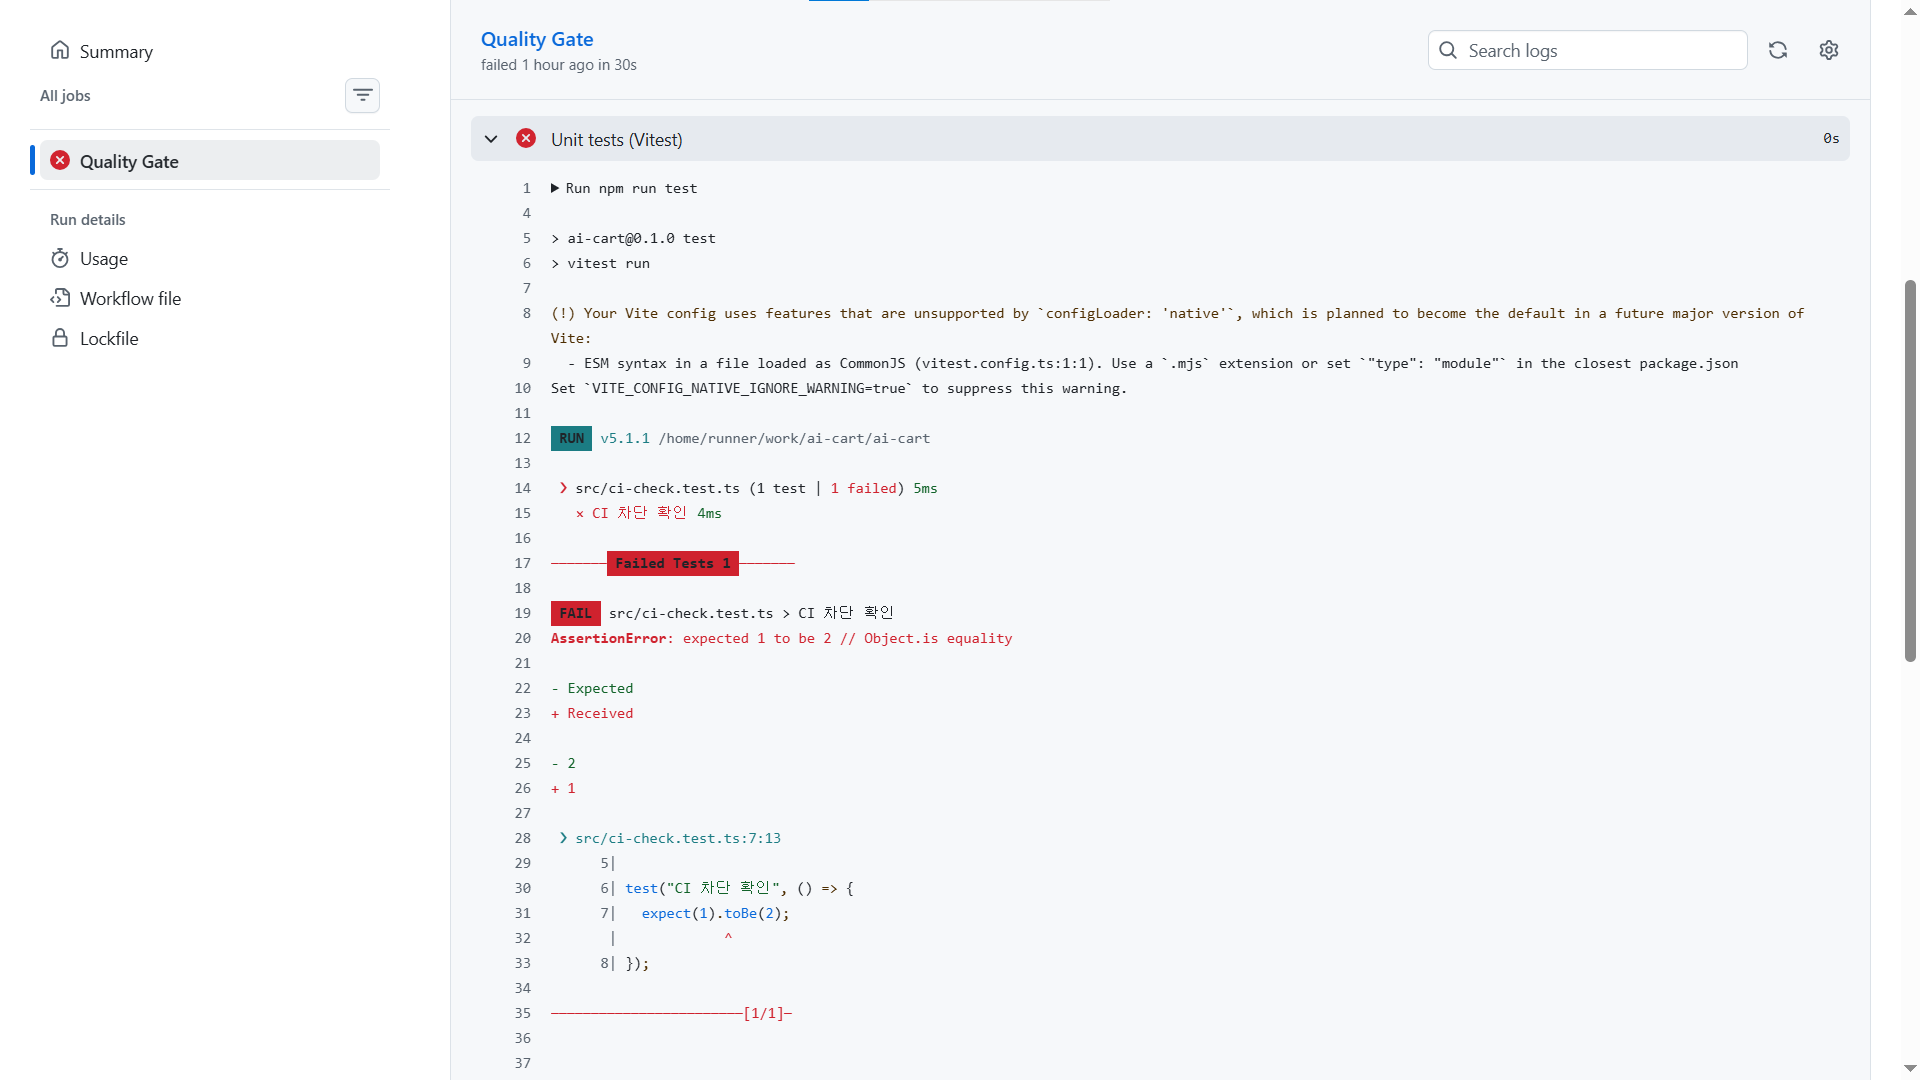 Summary
All jobs
Quality Gate
Run details
Usage
Workflow file
Lockfile
Quality Gate
failed 1 hour ago in 30s
Search logs
Unit tests (Vitest) 0s
1 Run npm run test
4
5 > ai-cart@0.1.0 test
6 > vitest run
7
8 (!) Your Vite config uses features that are unsupported by `configLoader: 'native'`, which is planned to become the default in a future major version of
Vite:
9 - ESM syntax in a file loaded as CommonJS (vitest.config.ts:1:1). Use a `.mjs` extension or set `"type": "module"` in the closest package.json
10 Set `VITE_CONFIG_NATIVE_IGNORE_WARNING=true` to suppress this warning.
11
12 RUN v5.1.1 /home/runner/work/ai-cart/ai-cart
13
14 ❯ src/ci-check.test.ts (1 test | 1 failed) 5ms
15 × CI 차단 확인 4ms
16
17 ⎯⎯⎯⎯⎯⎯⎯ Failed Tests 1 ⎯⎯⎯⎯⎯⎯⎯
18
19 FAIL src/ci-check.test.ts > CI 차단 확인
20 AssertionError: expected 1 to be 2 // Object.is equality
21
22 - Expected
23 + Received
24
25 - 2
26 + 1
27
28 ❯ src/ci-check.test.ts:7:13
29 5|
30 6| test("CI 차단 확인", () => {
31 7| expect(1).toBe(2);
32 | ^
33 8| });
34
35 ⎯⎯⎯⎯⎯⎯⎯⎯⎯⎯⎯⎯⎯⎯⎯⎯⎯⎯⎯⎯⎯⎯⎯⎯[1/1]⎯
36
37